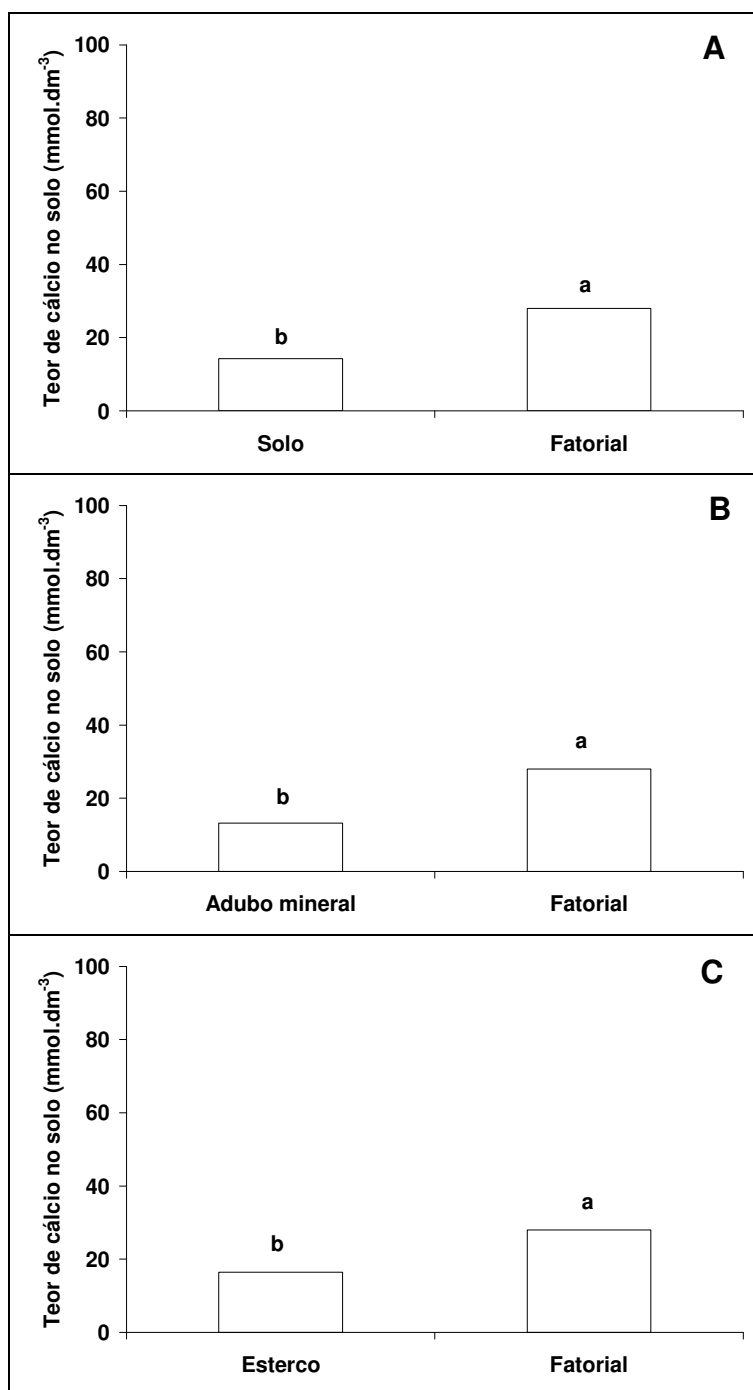 A
Teor de cálcio no solo (mmol.dm-3)
100
80
60
40
20
0
b
a
Solo
Fatorial
B
Teor de cálcio no solo (mmol.dm-3)
100
80
60
40
20
0
b
a
Adubo mineral
Fatorial
C
Teor de cálcio no solo (mmol.dm-3)
100
80
60
40
20
0
b
a
Esterco
Fatorial